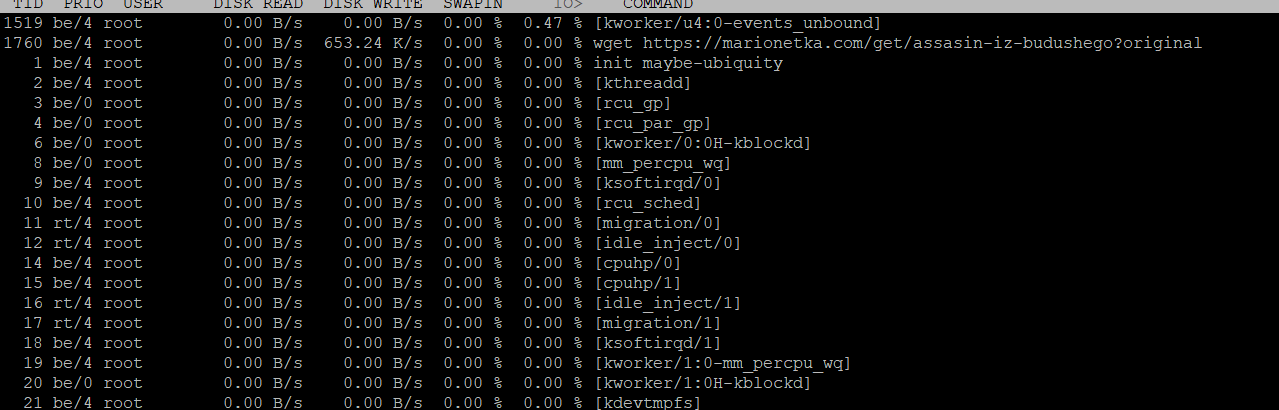 TID PRIO USER DISK READ DISK WRITE SWAPIN IO> COMMAND
1519 be/4 root 0.00 B/s 0.00 B/s 0.00 % 0.47 % [kworker/u4:0-events_unbound]
1760 be/4 root 0.00 B/s 653.24 K/s 0.00 % 0.00 % wget https://marionetka.com/get/assasin-iz-budushego?original
1 be/4 root 0.00 B/s 0.00 B/s 0.00 % 0.00 % init maybe-ubiquity
2 be/4 root 0.00 B/s 0.00 B/s 0.00 % 0.00 % [kthreadd]
3 be/0 root 0.00 B/s 0.00 B/s 0.00 % 0.00 % [rcu_gp]
4 be/0 root 0.00 B/s 0.00 B/s 0.00 % 0.00 % [rcu_par_gp]
6 be/0 root 0.00 B/s 0.00 B/s 0.00 % 0.00 % [kworker/0:0H-kblockd]
8 be/0 root 0.00 B/s 0.00 B/s 0.00 % 0.00 % [mm_percpu_wq]
9 be/4 root 0.00 B/s 0.00 B/s 0.00 % 0.00 % [ksoftirqd/0]
10 be/4 root 0.00 B/s 0.00 B/s 0.00 % 0.00 % [rcu_sched]
11 rt/4 root 0.00 B/s 0.00 B/s 0.00 % 0.00 % [migration/0]
12 rt/4 root 0.00 B/s 0.00 B/s 0.00 % 0.00 % [idle_inject/0]
14 be/4 root 0.00 B/s 0.00 B/s 0.00 % 0.00 % [cpuhp/0]
15 be/4 root 0.00 B/s 0.00 B/s 0.00 % 0.00 % [cpuhp/1]
16 rt/4 root 0.00 B/s 0.00 B/s 0.00 % 0.00 % [idle_inject/1]
17 rt/4 root 0.00 B/s 0.00 B/s 0.00 % 0.00 % [migration/1]
18 be/4 root 0.00 B/s 0.00 B/s 0.00 % 0.00 % [ksoftirqd/1]
19 be/4 root 0.00 B/s 0.00 B/s 0.00 % 0.00 % [kworker/1:0-mm_percpu_wq]
20 be/0 root 0.00 B/s 0.00 B/s 0.00 % 0.00 % [kworker/1:0H-kblockd]
21 be/4 root 0.00 B/s 0.00 B/s 0.00 % 0.00 % [kdevtmpfs]